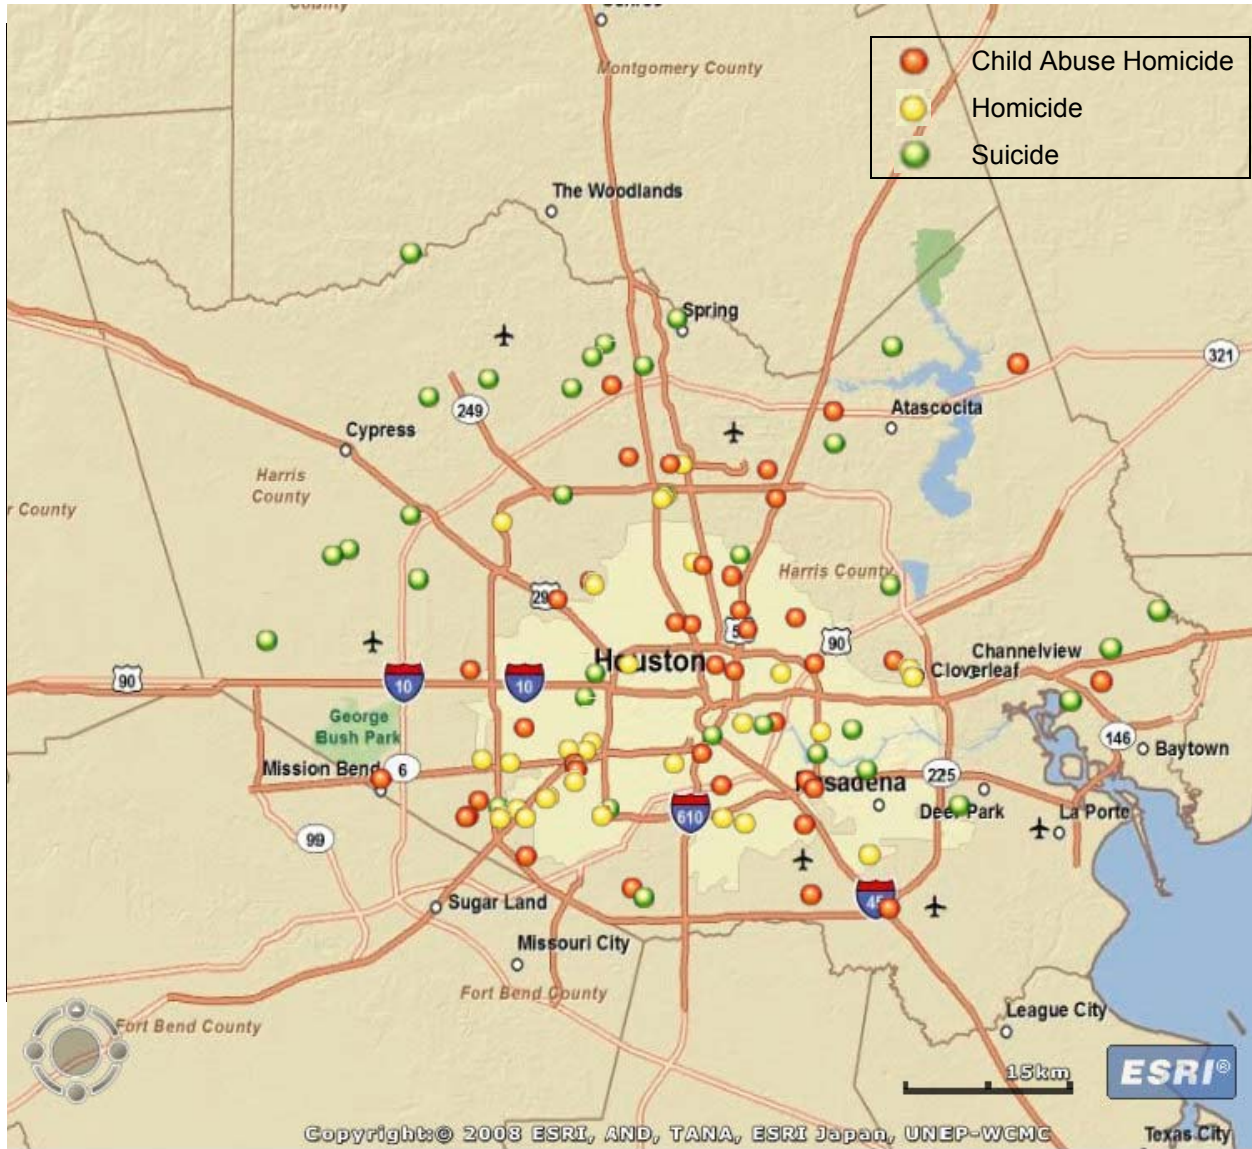 County
Conroe
Montgomery County
Child Abuse Homicide
Homicide
Suicide
The Woodlands
Spring
321
249
Atascocita
Cypress
Harris
County
r County
Harris County
290
90
Houston
Channelview
Cloverleaf
90
10
10
George
Bush Park
146
Baytown
Mission Bend
6
225
Pasadena
Deer Park
La Porte
610
99
45
Sugar Land
Missouri City
Fort Bend County
League City
Fort Bend County
15km
ESRI®
Copyright:© 2008 ESRI, AND, TANA, ESRI Japan, UNEP-WCMC
Texas City